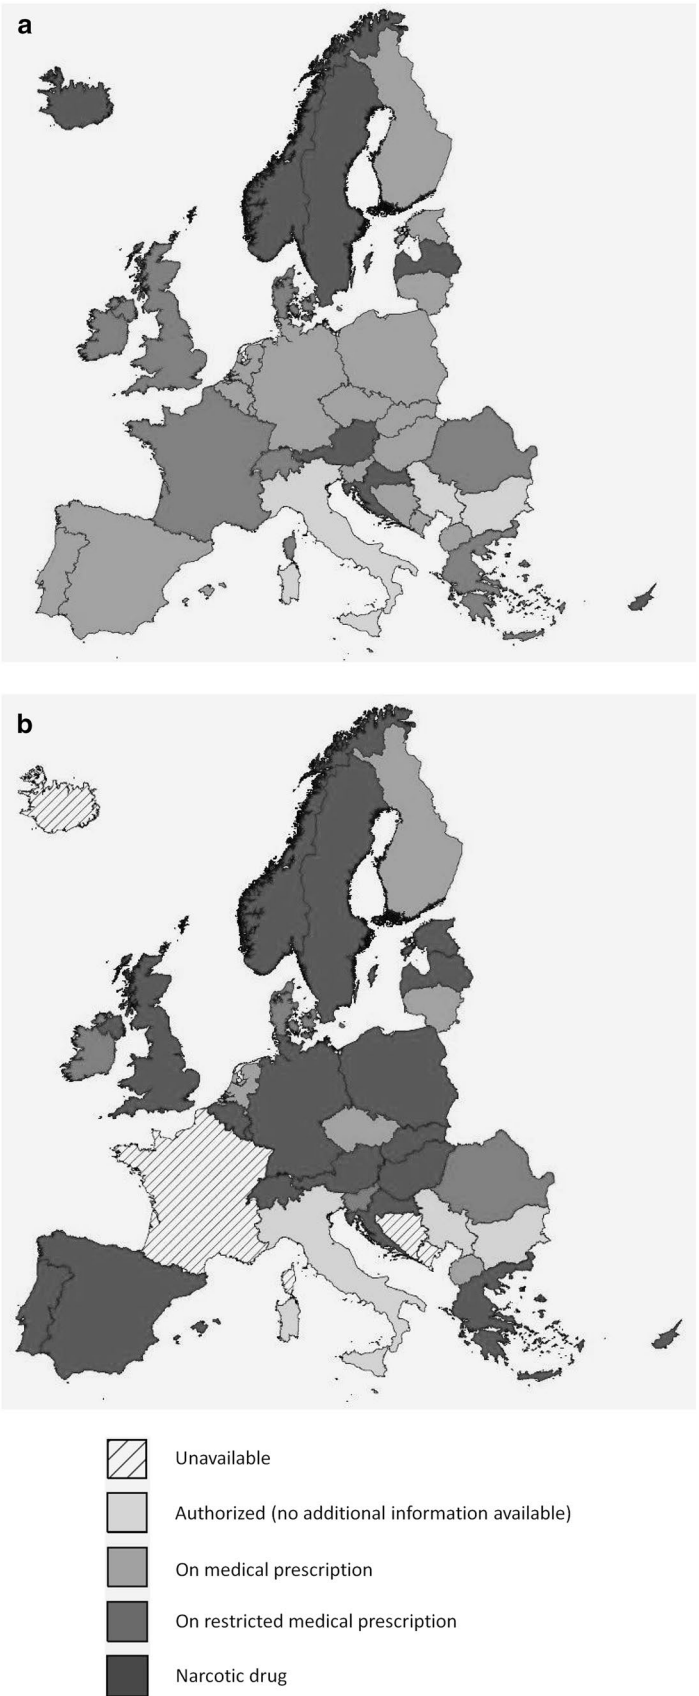 a
b
Unavailable
Authorized (no additional information available)
On medical prescription
On restricted medical prescription
Narcotic drug